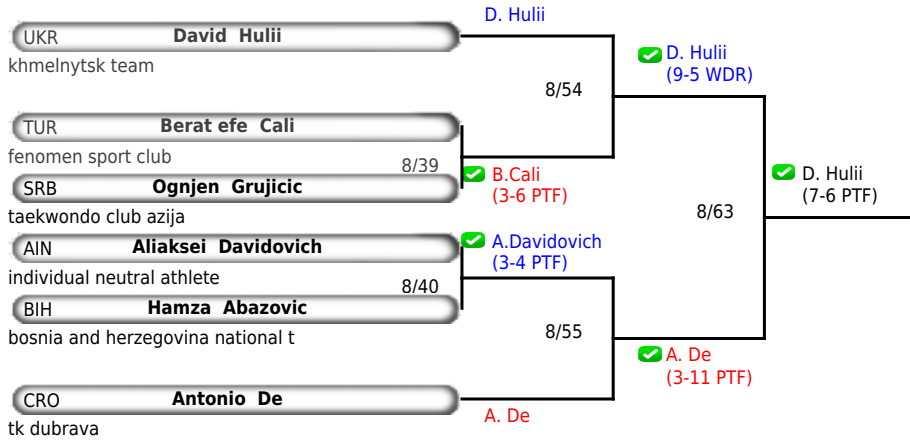 D. Hulii
UKR David Hulii
khmelnytsk team
D. Hulii
(9-5 WDR)
8/54
TUR Berat efe Cali
fenomen sport club
8/39
B.Cali
(3-6 PTF)
SRB Ognjen Grujicic
taekwondo club azija
D. Hulii
(7-6 PTF)
8/63
AIN Aliaksei Davidovich
individual neutral athlete
A.Davidovich
(3-4 PTF)
8/40
BIH Hamza Abazovic
bosnia and herzegovina national t
8/55
A. De
(3-11 PTF)
CRO Antonio De
tk dubrava
A. De